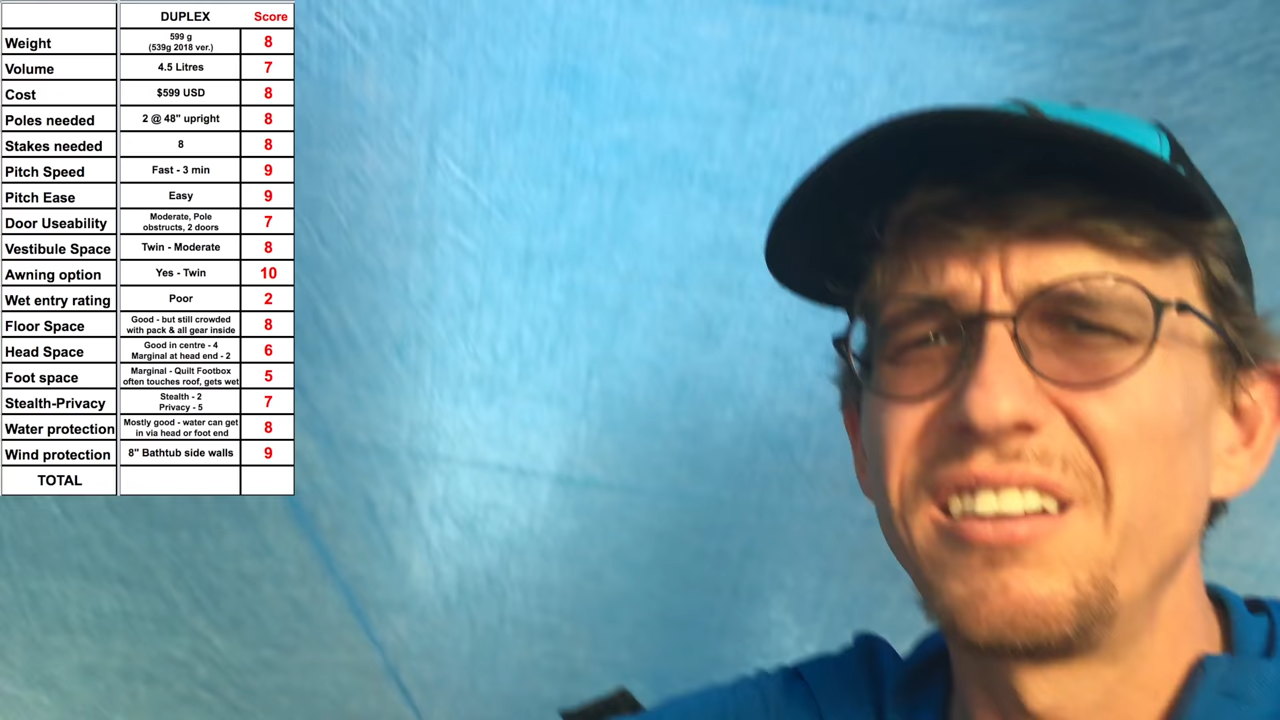 DUPLEX Score
Weight 599 g 8
(539g 2018 ver.)
Volume 4.5 Litres 7
Cost $599 USD 8
Poles needed 2 @ 48" upright 8
Stakes needed 8 8
Pitch Speed Fast - 3 min 9
Pitch Ease Easy 9
Door Useability Moderate, Pole 7
obstructs, 2 doors
Vestibule Space Twin - Moderate 8
Awning option Yes - Twin 10
Wet entry rating Poor 2
Floor Space Good - but still crowded 8
with pack & all gear inside
Head Space Good in centre - 4 6
Marginal at head end - 2
Foot space Marginal - Quilt Footbox 5
often touches roof, gets wet
Stealth-Privacy Stealth - 2 7
Privacy - 5
Water protection Mostly good - water can get 8
in via head or foot end
Wind protection 8" Bathtub side walls 9
TOTAL